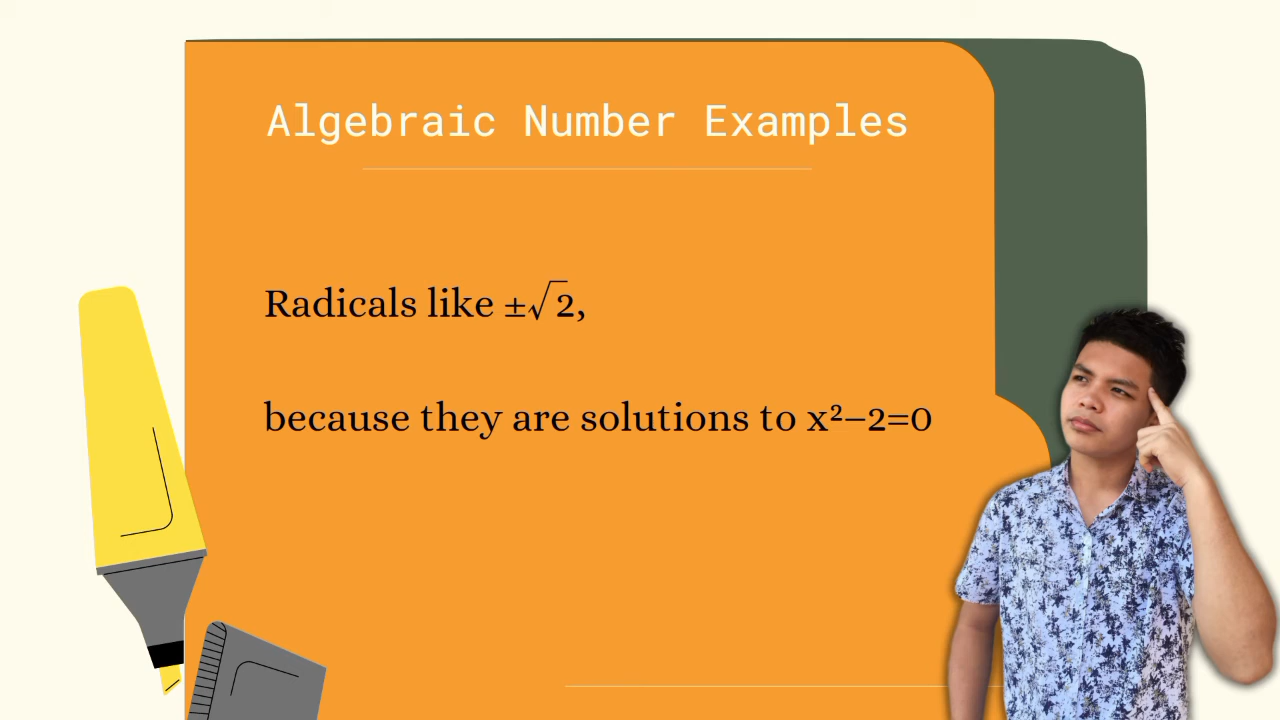 Algebraic Number Examples
Radicals like ±√2,
because they are solutions to x²−2=0